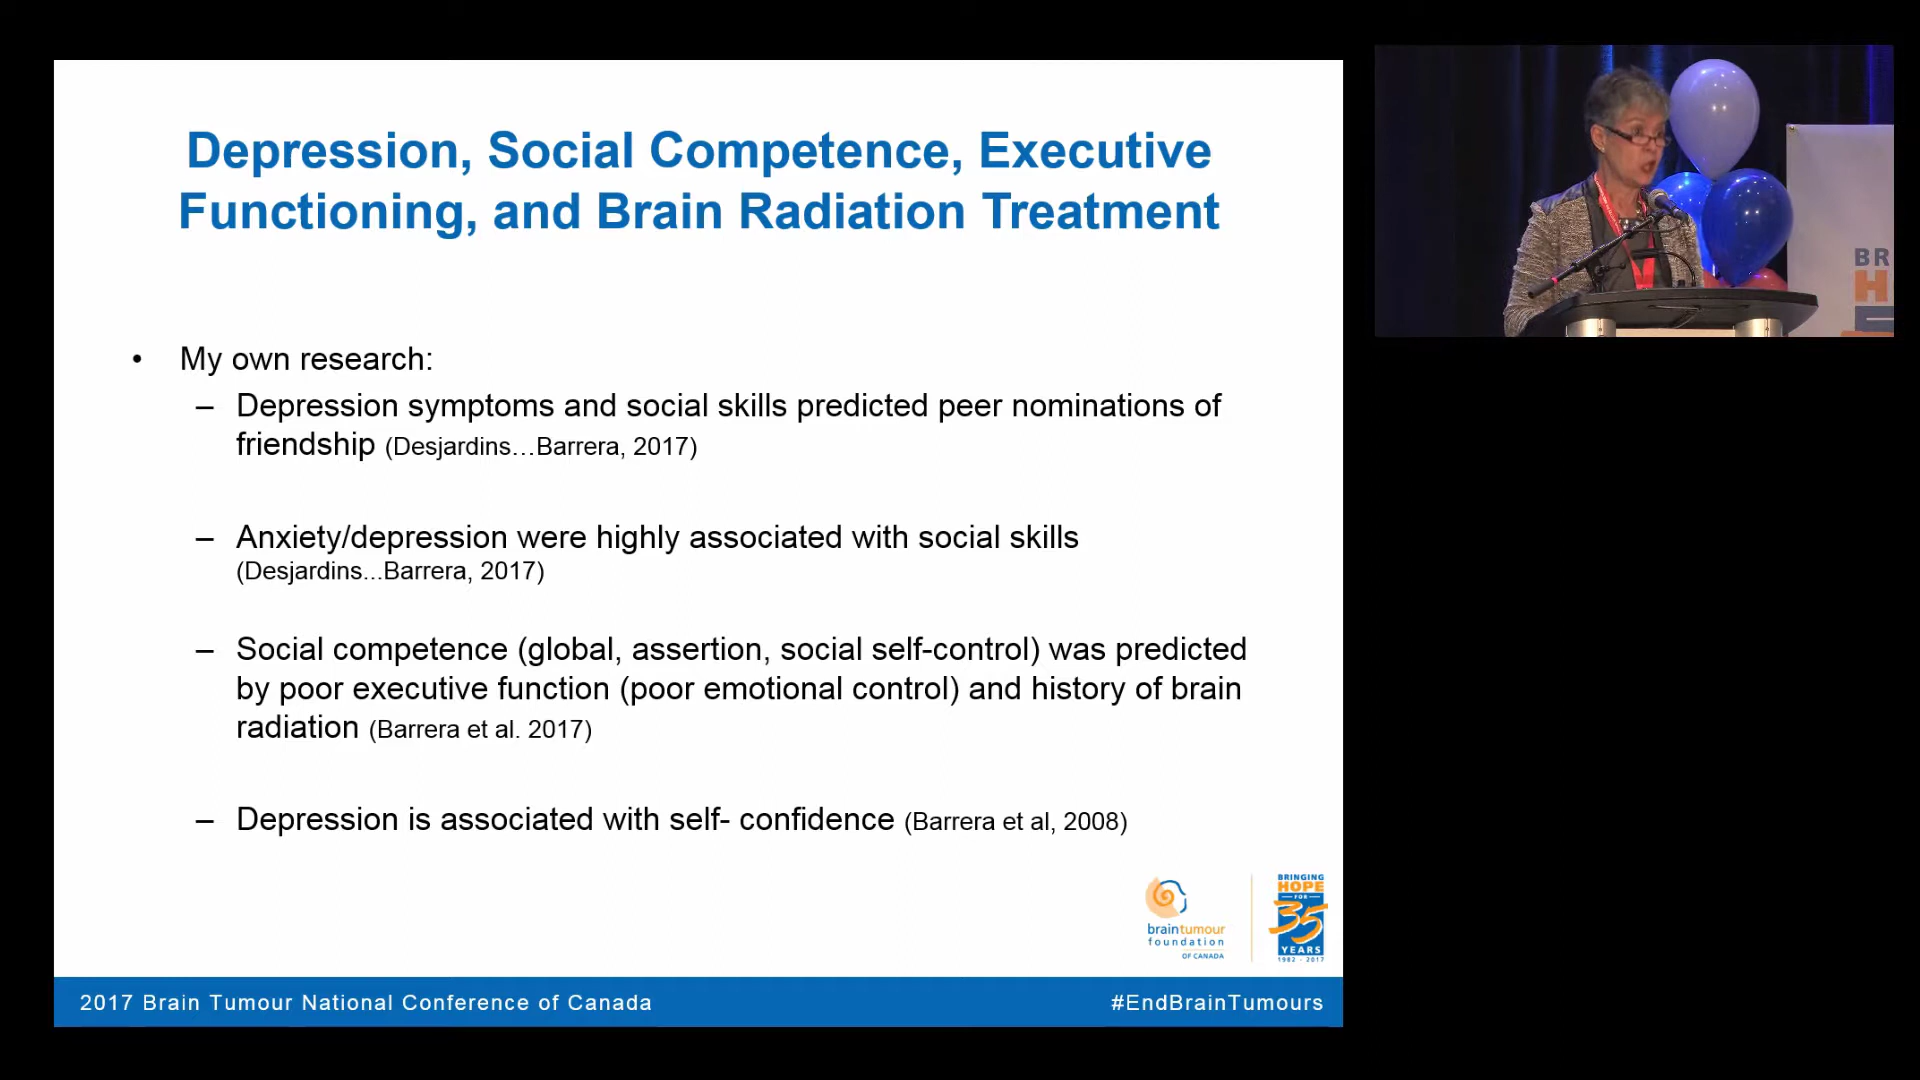 Depression, Social Competence, Executive
Functioning, and Brain Radiation Treatment
• My own research:
– Depression symptoms and social skills predicted peer nominations of
friendship (Desjardins…Barrera, 2017)
– Anxiety/depression were highly associated with social skills
(Desjardins...Barrera, 2017)
– Social competence (global, assertion, social self-control) was predicted
by poor executive function (poor emotional control) and history of brain
radiation (Barrera et al. 2017)
– Depression is associated with self- confidence (Barrera et al, 2008)
braintumour
foundation
OF CANADA
BRINGING
HOPE
FOR
35
YEARS
1982 - 2017
2017 Brain Tumour National Conference of Canada
#EndBrainTumours
BR
H